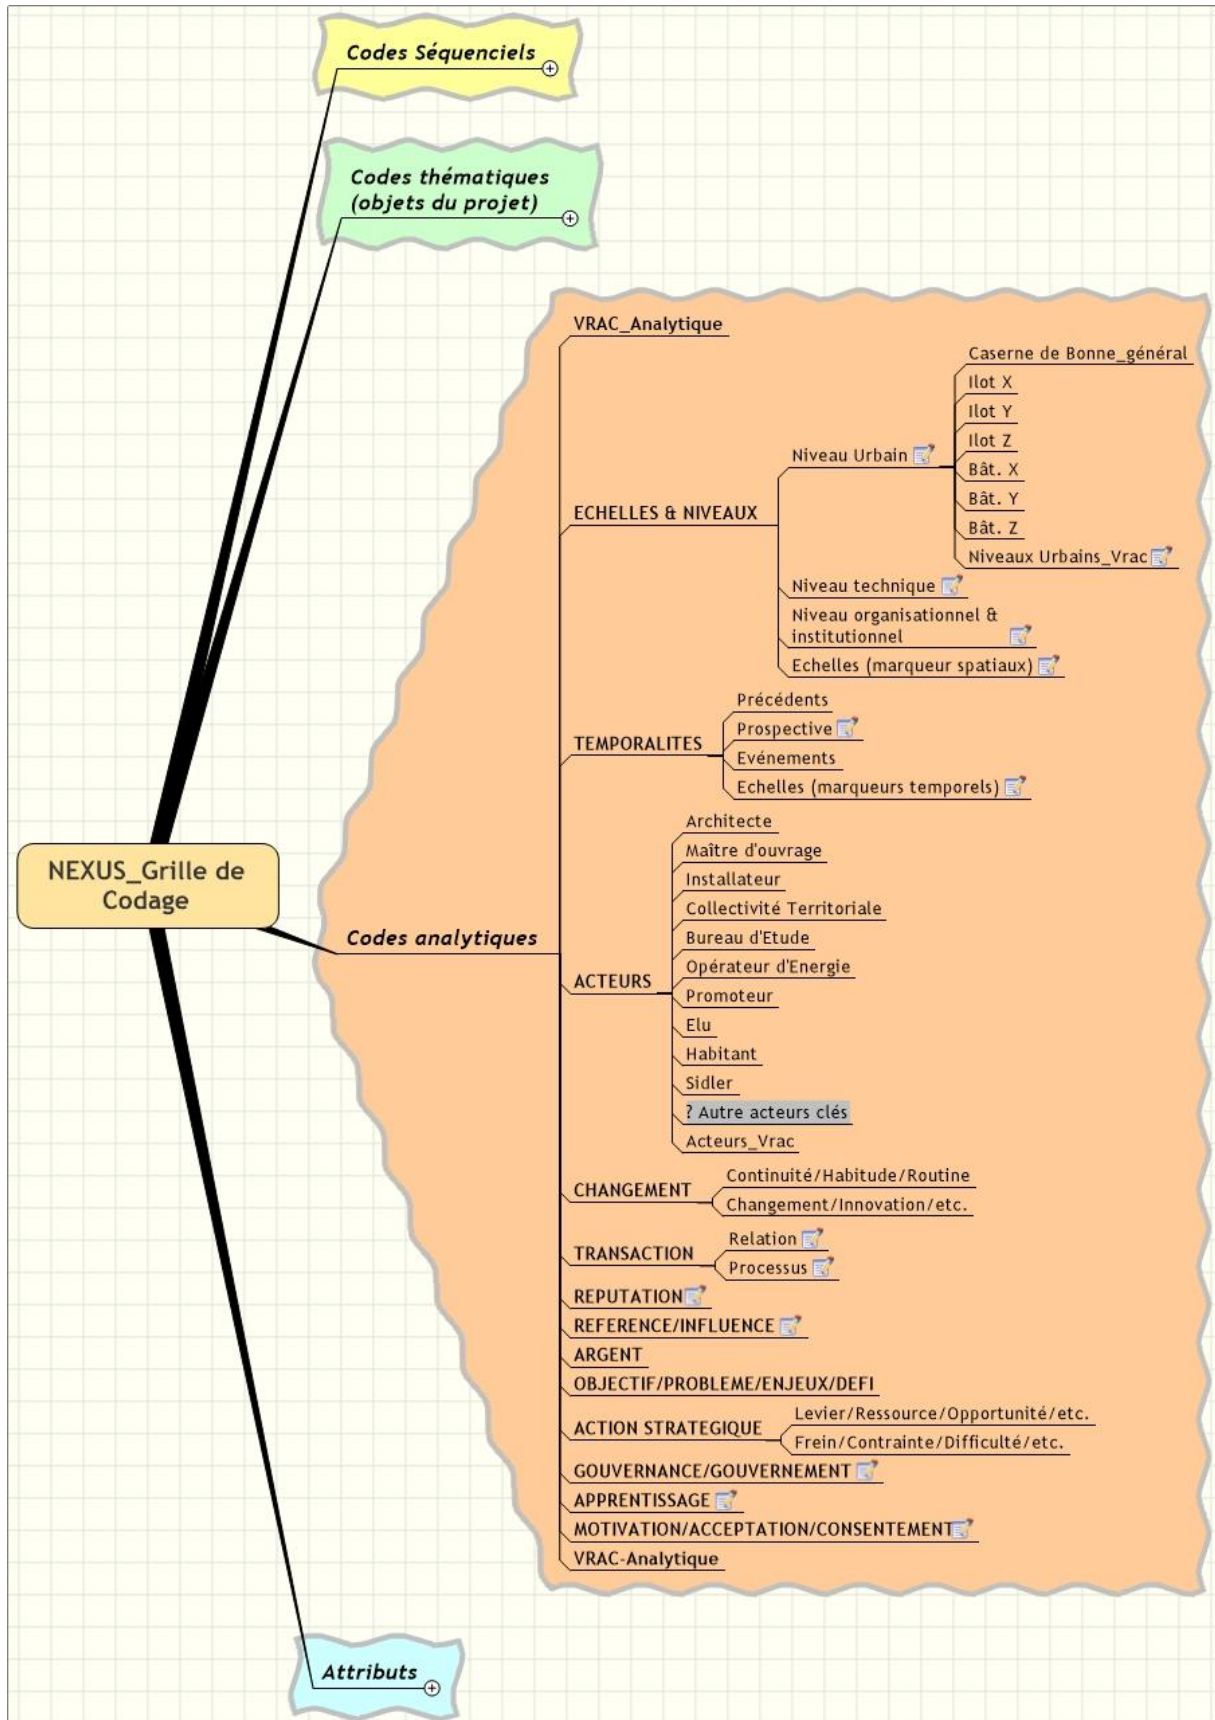 Codes Séquenciels
Codes thématiques
(objets du projet)
VRAC_Analytique
Caserne de Bonne_général
Ilot X
Ilot Y
Ilot Z
Niveau Urbain
Bât. X
Bât. Y
ECHELLES & NIVEAUX
Bât. Z
Niveaux Urbains_Vrac
Niveau technique
Niveau organisationnel &
institutionnel
Echelles (marqueur spatiaux)
Précédents
Prospective
TEMPORALITES
Evénements
Echelles (marqueurs temporels)
Architecte
Maître d'ouvrage
NEXUS_Grille de
Codage
Installateur
Collectivité Territoriale
Codes analytiques
Bureau d'Etude
Opérateur d'Energie
ACTEURS
Promoteur
Elu
Habitant
Sidler
? Autre acteurs clés
Acteurs_Vrac
CHANGEMENT
Continuité/Habitude/Routine
Changement/Innovation/etc.
TRANSACTION
Relation
Processus
REPUTATION
REFERENCE/INFLUENCE
ARGENT
OBJECTIF/PROBLEME/ENJEUX/DEFI
ACTION STRATEGIQUE
Levier/Ressource/Opportunité/etc.
Frein/Contrainte/Difficulté/etc.
GOUVERNANCE/GOUVERNEMENT
APPRENTISSAGE
MOTIVATION/ACCEPTATION/CONSENTEMENT
VRAC-Analytique
Attributs